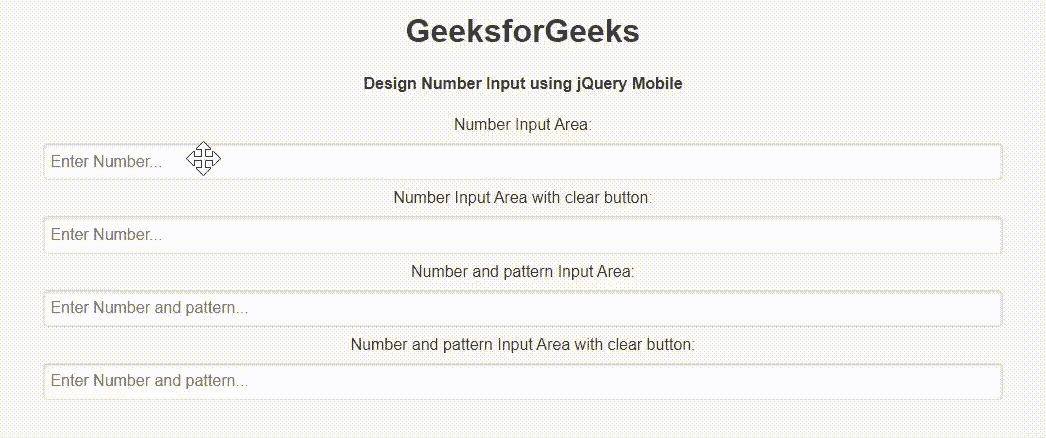 GeeksforGeeks
Design Number Input using jQuery Mobile
Number Input Area:
Enter Number...
Number Input Area with clear button:
Enter Number...
Number and pattern Input Area:
Enter Number and pattern...
Number and pattern Input Area with clear button:
Enter Number and pattern...